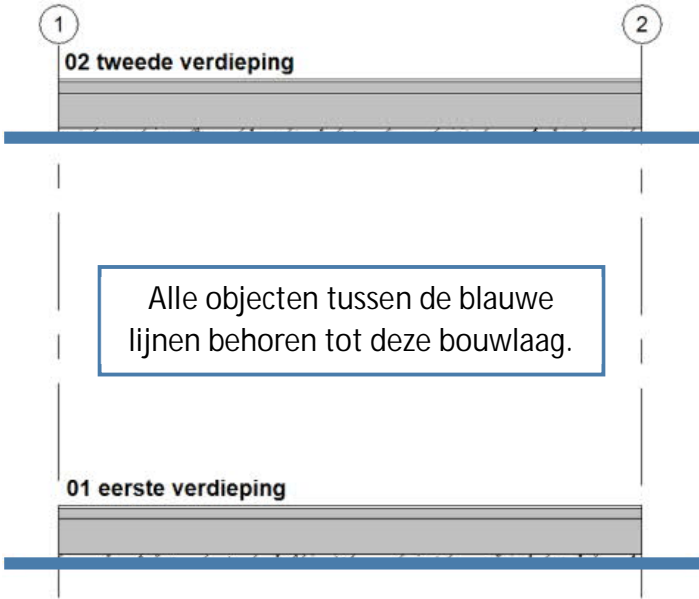 1 2
02 tweede verdieping
Alle objecten tussen de blauwe
lijnen behoren tot deze bouwlaag.
01 eerste verdieping